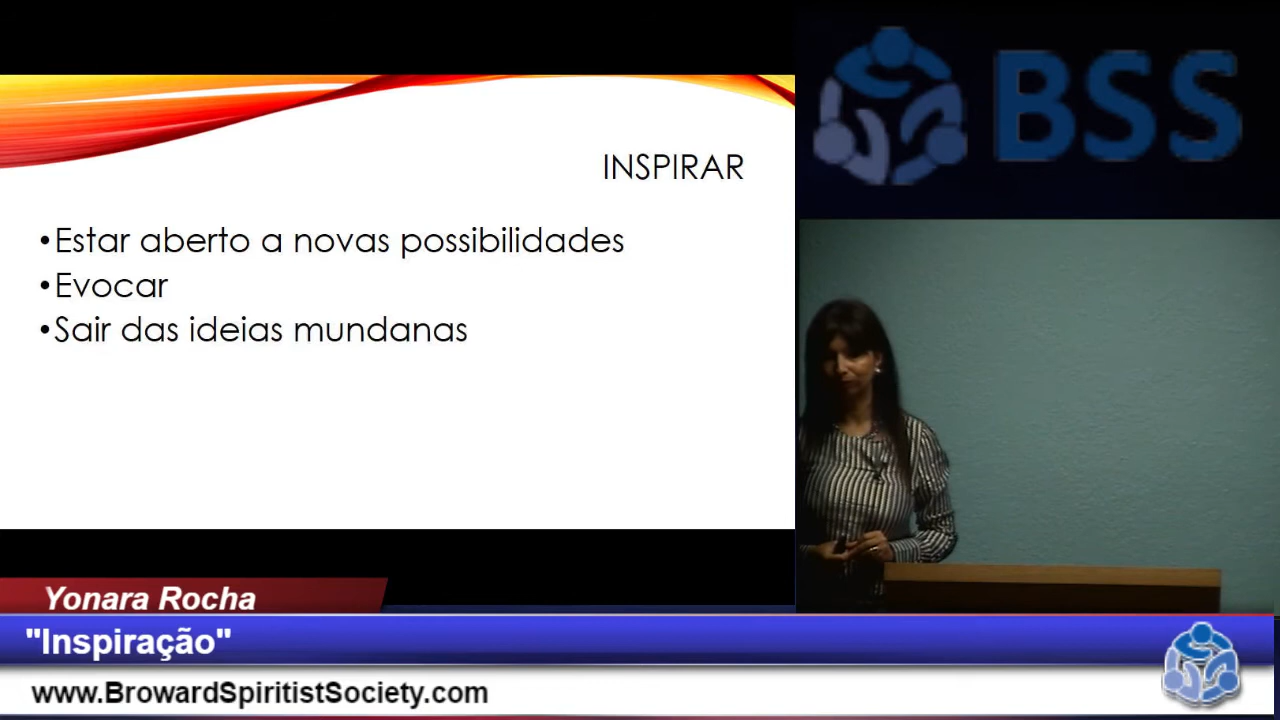 BSS
INSPIRAR
•Estar aberto a novas possibilidades
•Evocar
•Sair das ideias mundanas
Yonara Rocha
"Inspiração"
www.BrowardSpiritistSociety.com